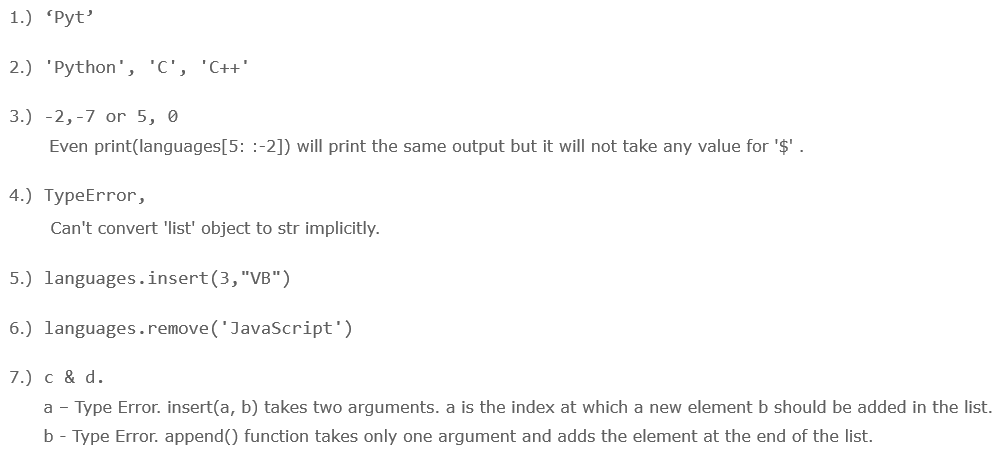 1.) ‘Pyt’
2.) 'Python', 'C', 'C++'
3.) -2,-7 or 5, 0
Even print(languages[5: :-2]) will print the same output but it will not take any value for '$' .
4.) TypeError,
Can't convert 'list' object to str implicitly.
5.) languages.insert(3,"VB")
6.) languages.remove('JavaScript')
7.) c & d.
a – Type Error. insert(a, b) takes two arguments. a is the index at which a new element b should be added in the list.
b - Type Error. append() function takes only one argument and adds the element at the end of the list.